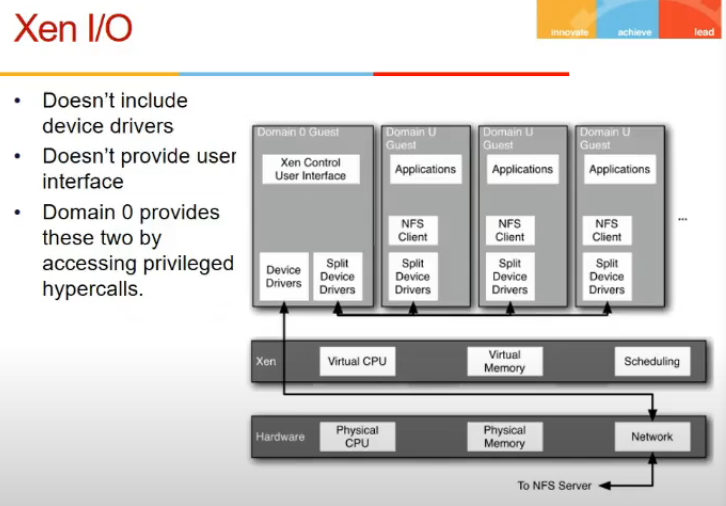 Xen I/O
innovate achieve lead
• Doesn't include
device drivers
• Doesn't provide user
interface
• Domain 0 provides
these two by
accessing privileged
hypercalls.
Domain 0 Guest
Xen Control
User Interface
Device
Drivers
Split
Device
Drivers
Domain U
Guest
Applications
NFS
Client
Split
Device
Drivers
Domain U
Guest
Applications
NFS
Client
Split
Device
Drivers
Domain U
Guest
Applications
NFS
Client
Split
Device
Drivers
...
Xen
Virtual CPU
Virtual
Memory
Scheduling
Hardware
Physical
CPU
Physical
Memory
Network
To NFS Server